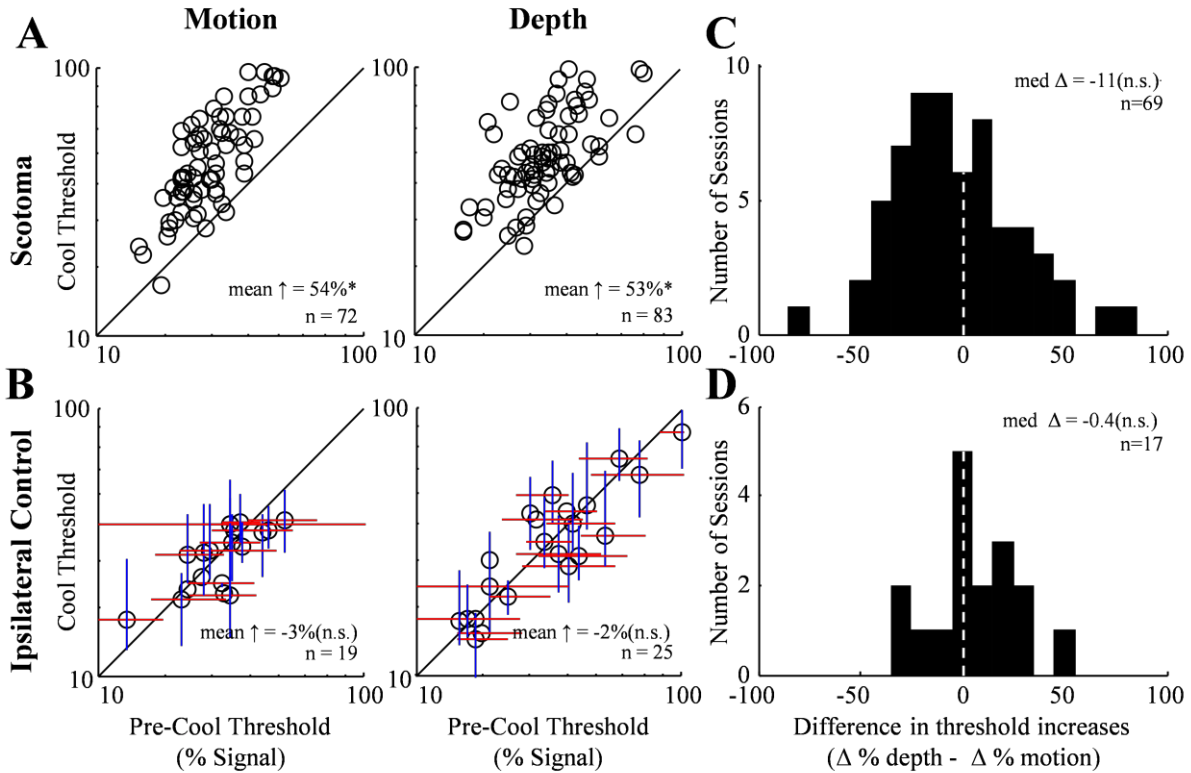 Motion
Depth
A
Scotoma
Cool Threshold
100
10
10
100
mean ↑ = 54%*
n = 72
100
10
10
100
mean ↑ = 53%*
n = 83
C
Number of Sessions
10
5
0
-100
-50
0
50
100
med Δ = -11(n.s.)
n=69
B
Ipsilateral Control
Cool Threshold
100
10
10
100
mean ↑ = -3%(n.s.)
n = 19
Pre-Cool Threshold
(% Signal)
100
10
10
100
mean ↑ = -2%(n.s.)
n = 25
Pre-Cool Threshold
(% Signal)
D
Number of Sessions
6
4
2
0
-100
-50
0
50
100
med Δ = -0.4(n.s.)
n=17
Difference in threshold increases
(Δ % depth - Δ % motion)